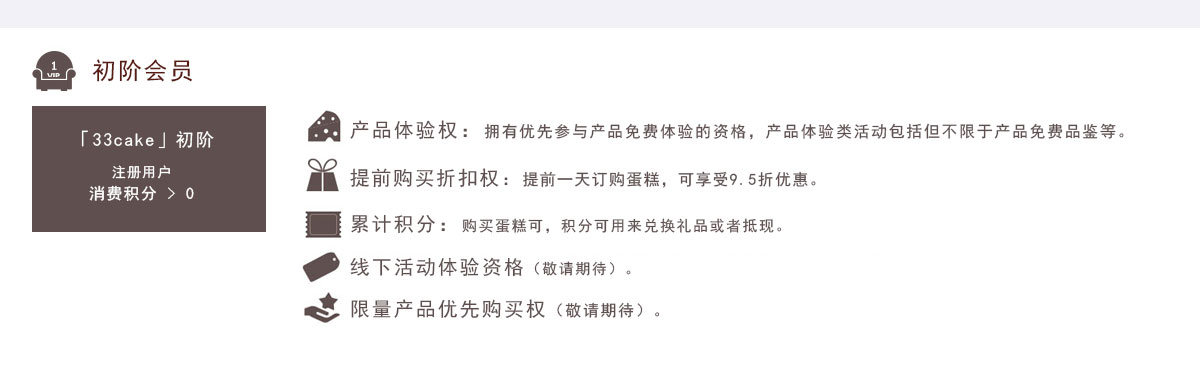 1
VIP
初阶会员
「33cake」初阶
注册用户
消费积分 > 0
产品体验权：拥有优先参与产品免费体验的资格，产品体验类活动包括但不限于产品免费品鉴等。
提前购买折扣权：提前一天订购蛋糕，可享受9.5折优惠。
累计积分：购买蛋糕可，积分可用来兑换礼品或者抵现。
线下活动体验资格（敬请期待）。
限量产品优先购买权（敬请期待）。